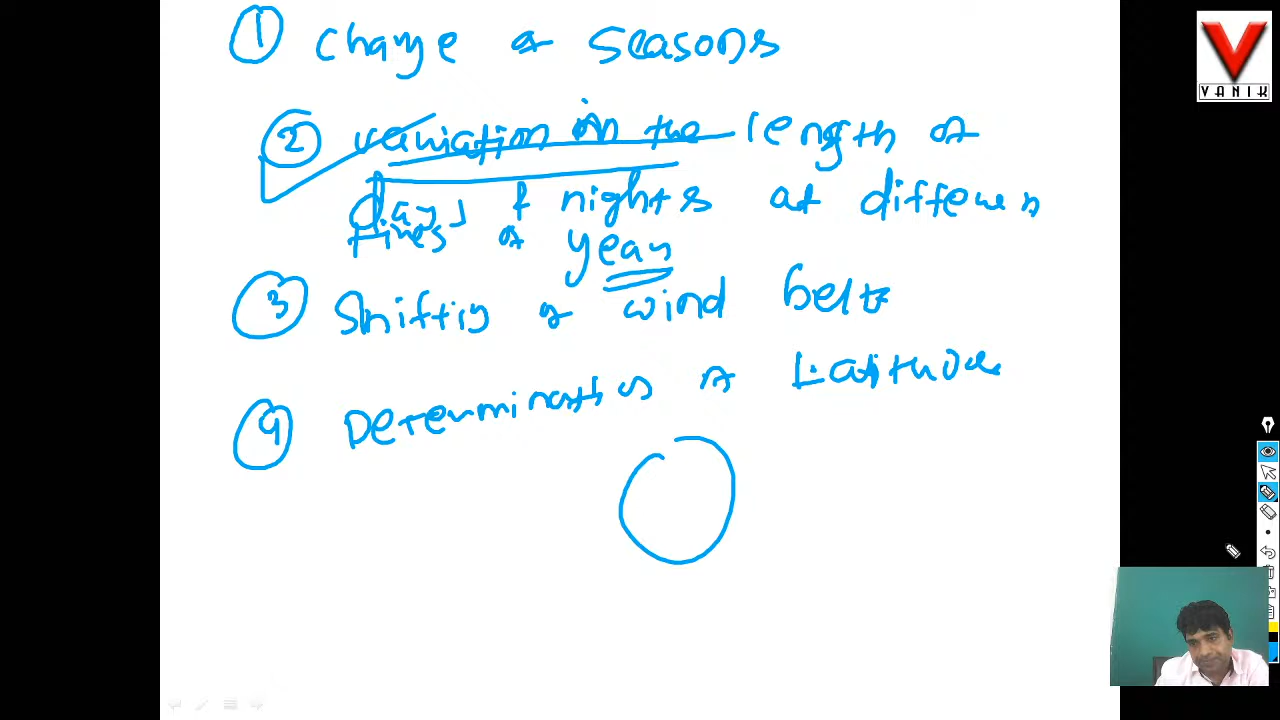 ① Change of Seasons
VANIK
② variation in the length of
days & nights at different
times of year
③ Shifting of wind belts
④ Determination of Latitude